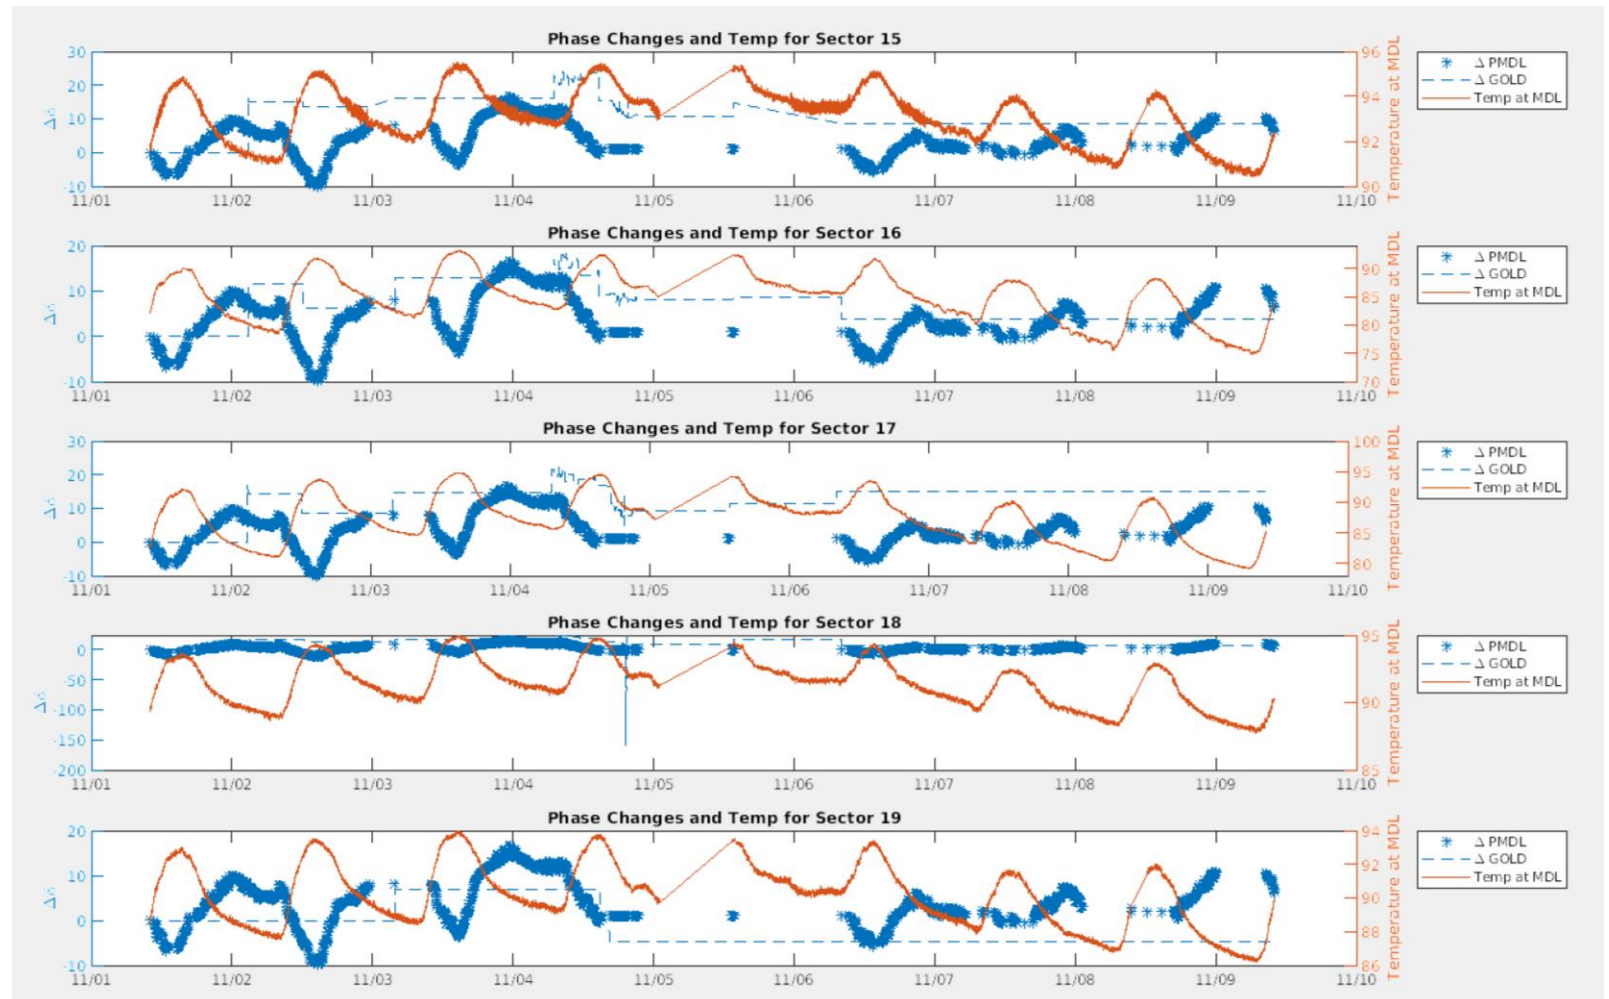 Phase Changes and Temp for Sector 15
30
20
10
0
-10
96
94
92
90
Temperature at MDL
11/01 11/02 11/03 11/04 11/05 11/06 11/07 11/08 11/09 11/10
Δ PMDL
Δ GOLD
Temp at MDL
Phase Changes and Temp for Sector 16
20
10
0
-10
90
85
80
75
70
Temperature at MDL
11/01 11/02 11/03 11/04 11/05 11/06 11/07 11/08 11/09 11/10
Δ PMDL
Δ GOLD
Temp at MDL
Phase Changes and Temp for Sector 17
30
20
10
0
-10
100
95
90
85
80
Temperature at MDL
11/01 11/02 11/03 11/04 11/05 11/06 11/07 11/08 11/09 11/10
Δ PMDL
Δ GOLD
Temp at MDL
Phase Changes and Temp for Sector 18
0
-50
-100
-150
-200
95
90
85
Temperature at MDL
11/01 11/02 11/03 11/04 11/05 11/06 11/07 11/08 11/09 11/10
Δ PMDL
Δ GOLD
Temp at MDL
Phase Changes and Temp for Sector 19
20
10
0
-10
94
92
90
88
86
Temperature at MDL
11/01 11/02 11/03 11/04 11/05 11/06 11/07 11/08 11/09 11/10
Δ PMDL
Δ GOLD
Temp at MDL